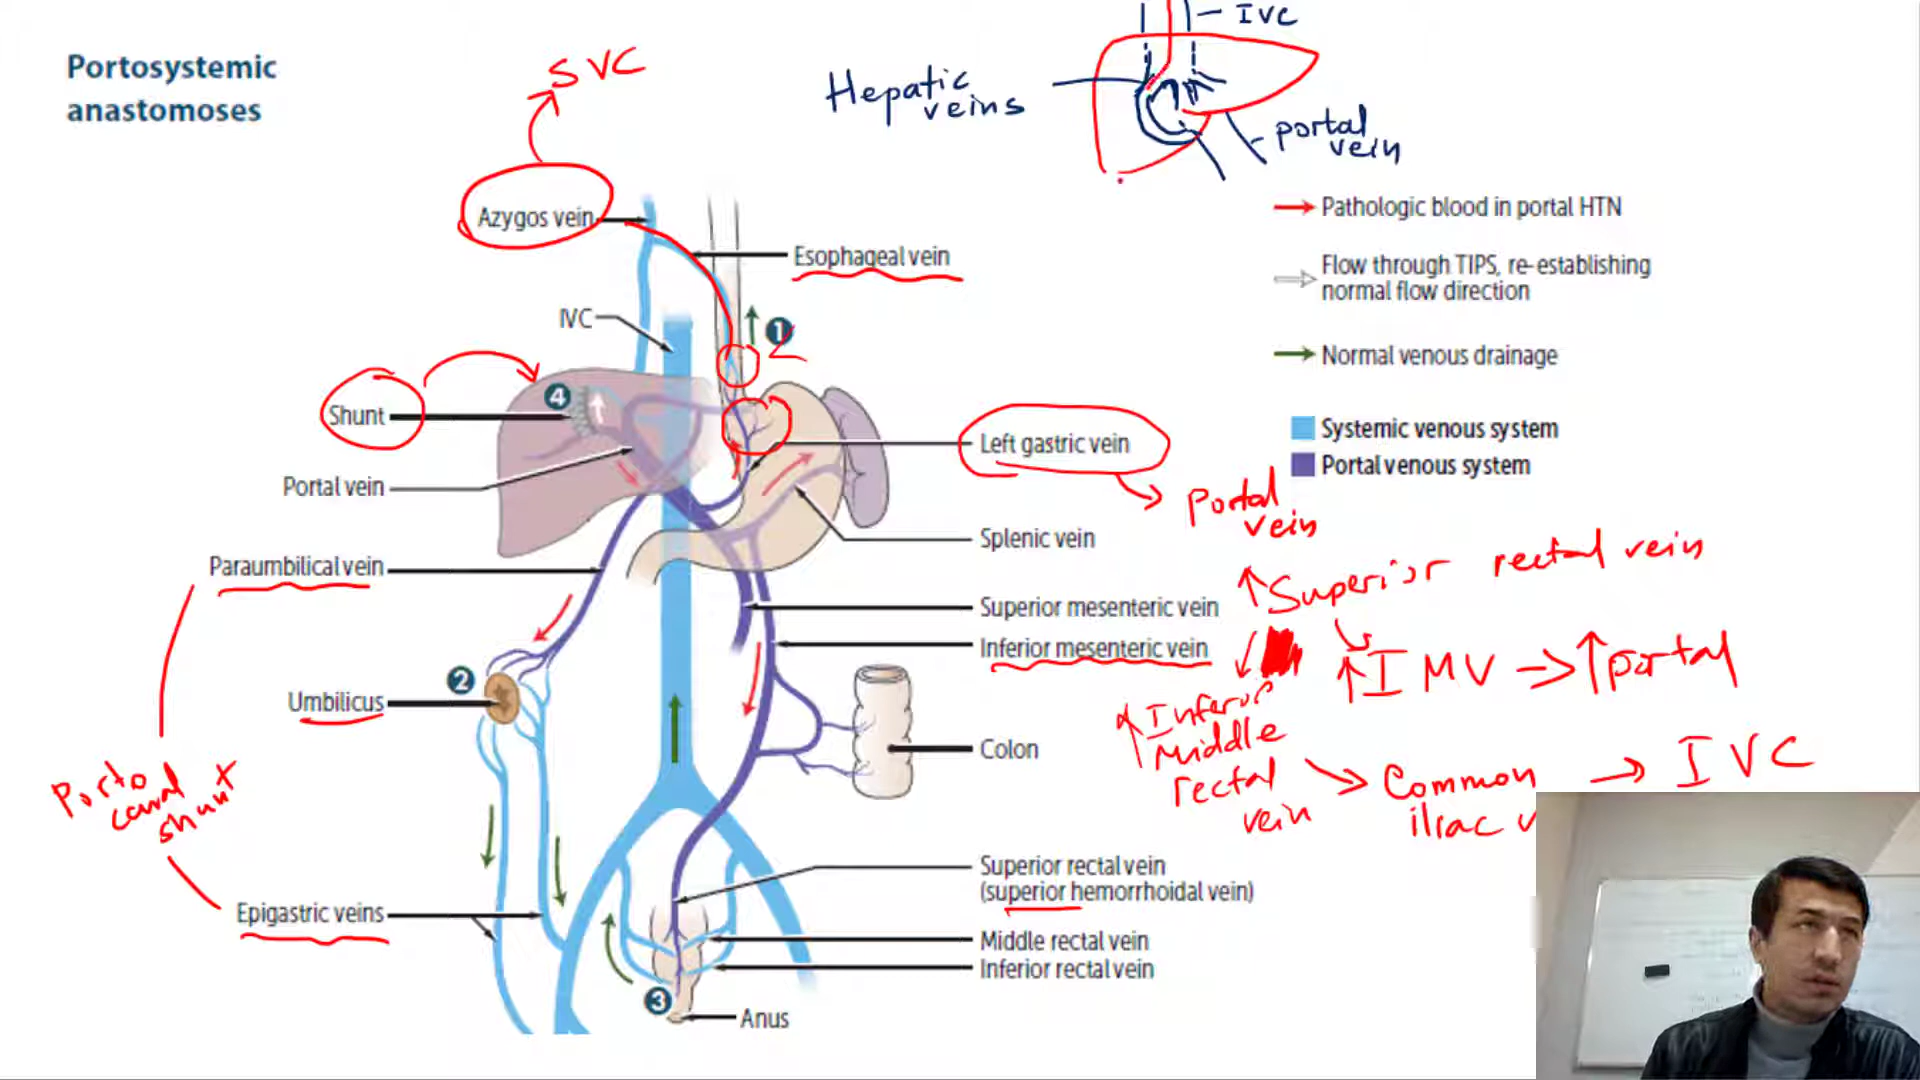 Portosystemic
anastomoses
SVC
IVC
Hepatic
veins
portal
vein
Azygos vein
Esophageal vein
Pathologic blood in portal HTN
Flow through TIPS, re-establishing
normal flow direction
IVC
1
Normal venous drainage
4
Shunt
Left gastric vein
Systemic venous system
Portal venous system
Portal vein
Portal
vein
Splenic vein
Paraumbilical vein
Superior rectal vein
Superior mesenteric vein
Inferior mesenteric vein
IMV → ↑ portal
2
Umbilicus
Inferior
Middle
rectal
vein
Colon
Common → IVC
iliac v
Porto
caval
shunt
Superior rectal vein
(superior hemorrhoidal vein)
Epigastric veins
Middle rectal vein
Inferior rectal vein
3
Anus